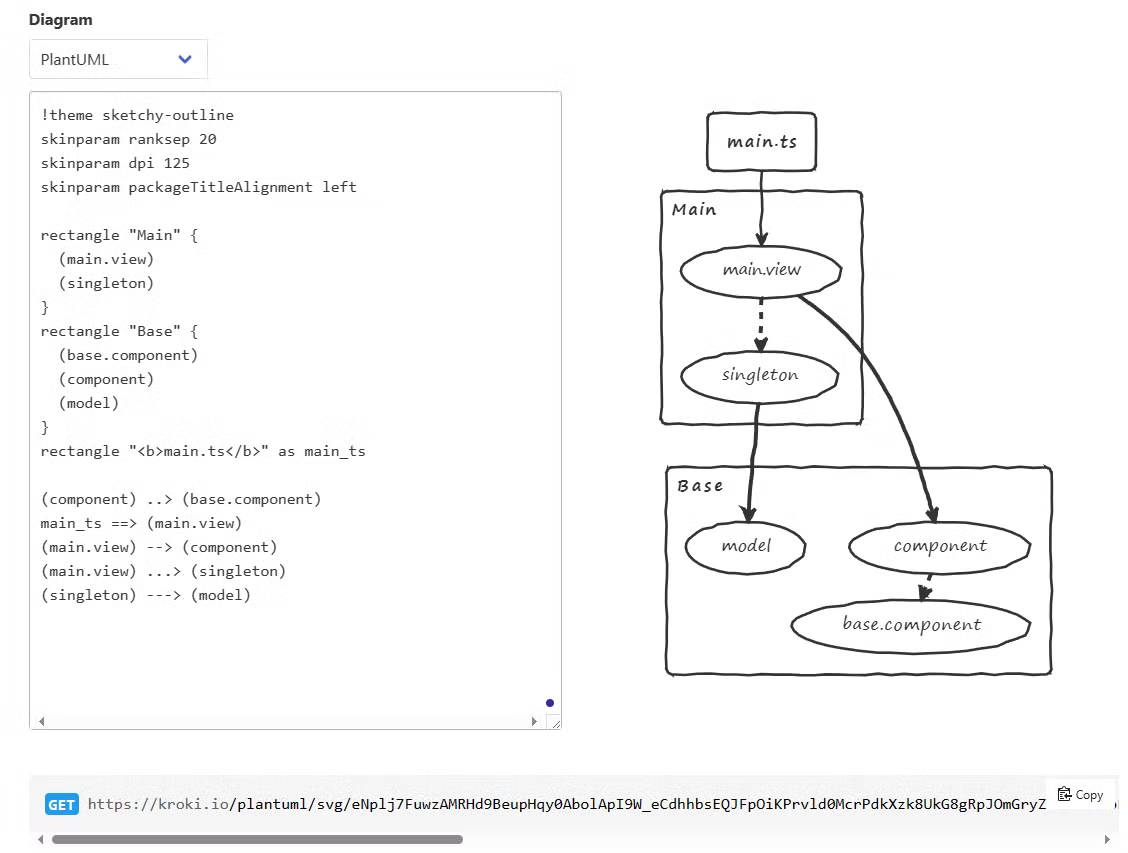 Diagram
PlantUML
!theme sketchy-outline
skinparam ranksep 20
skinparam dpi 125
skinparam packageTitleAlignment left
rectangle "Main" {
(main.view)
(singleton)
}
rectangle "Base" {
(base.component)
(component)
(model)
}
rectangle "<b>main.ts</b>" as main_ts
(component) ..> (base.component)
main_ts ==> (main.view)
(main.view) --> (component)
(main.view) ...> (singleton)
(singleton) ---> (model)
main.ts
Main
main.view
singleton
Base
model
component
base.component
GET https://kroki.io/plantuml/svg/eNplj7FuwzAMRHd9BeupHqy0AbolApI9W_eCdhhbsEQJFpOiKPrvld0McrPdkXzk8UkG8gRpJOmGryZ
Copy